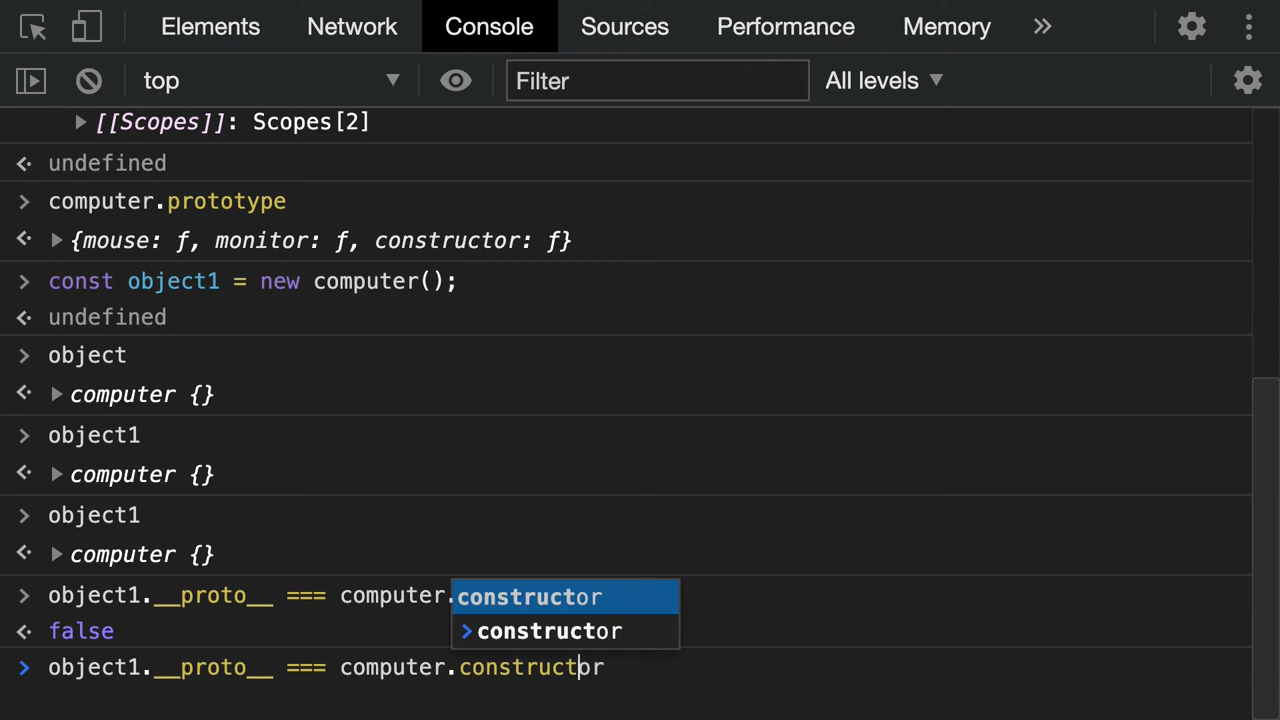 Elements Network Console Sources Performance Memory »
top Filter All levels
[[Scopes]]: Scopes[2]
undefined
computer.prototype
{mouse: ƒ, monitor: ƒ, constructor: ƒ}
const object1 = new computer();
undefined
object
computer {}
object1
computer {}
object1
computer {}
object1.__proto__ === computer.
constructor
false
constructor
object1.__proto__ === computer.constructor